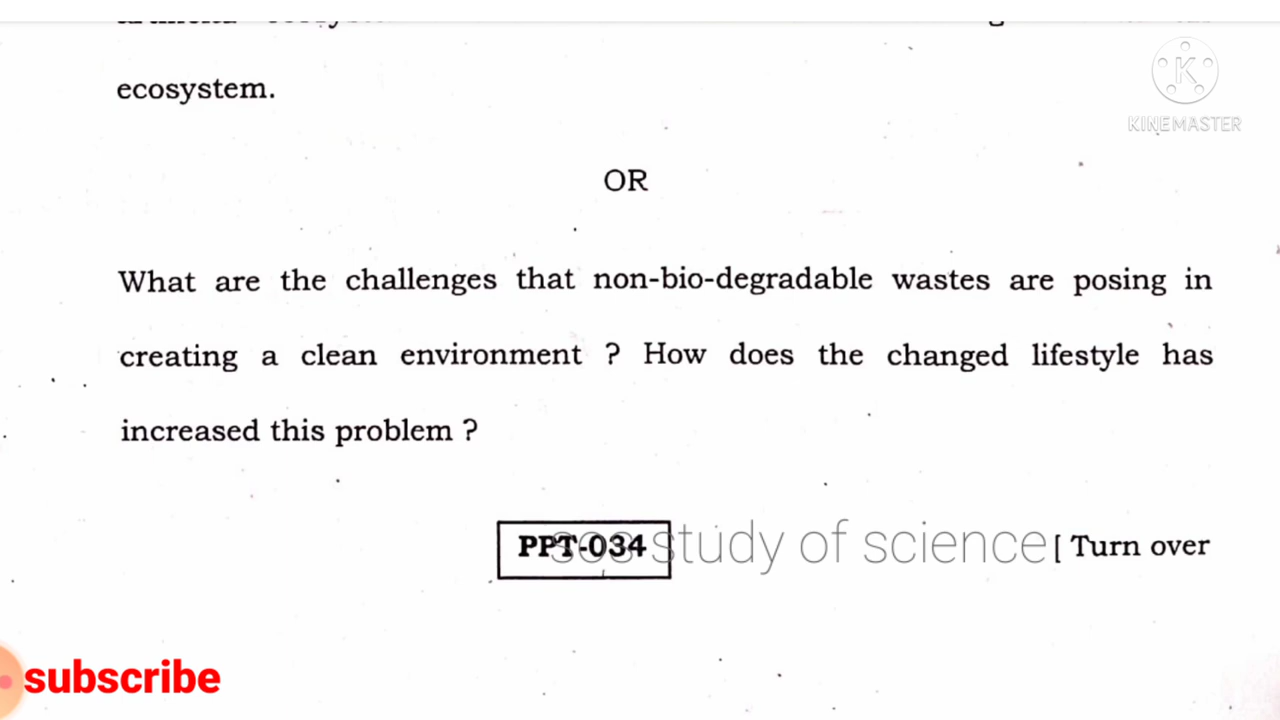 ecosystem.
KINEMASTER
OR
What are the challenges that non-bio-degradable wastes are posing in
creating a clean environment ? How does the changed lifestyle has
increased this problem ?
PPT-034 sos study of science [ Turn over
subscribe